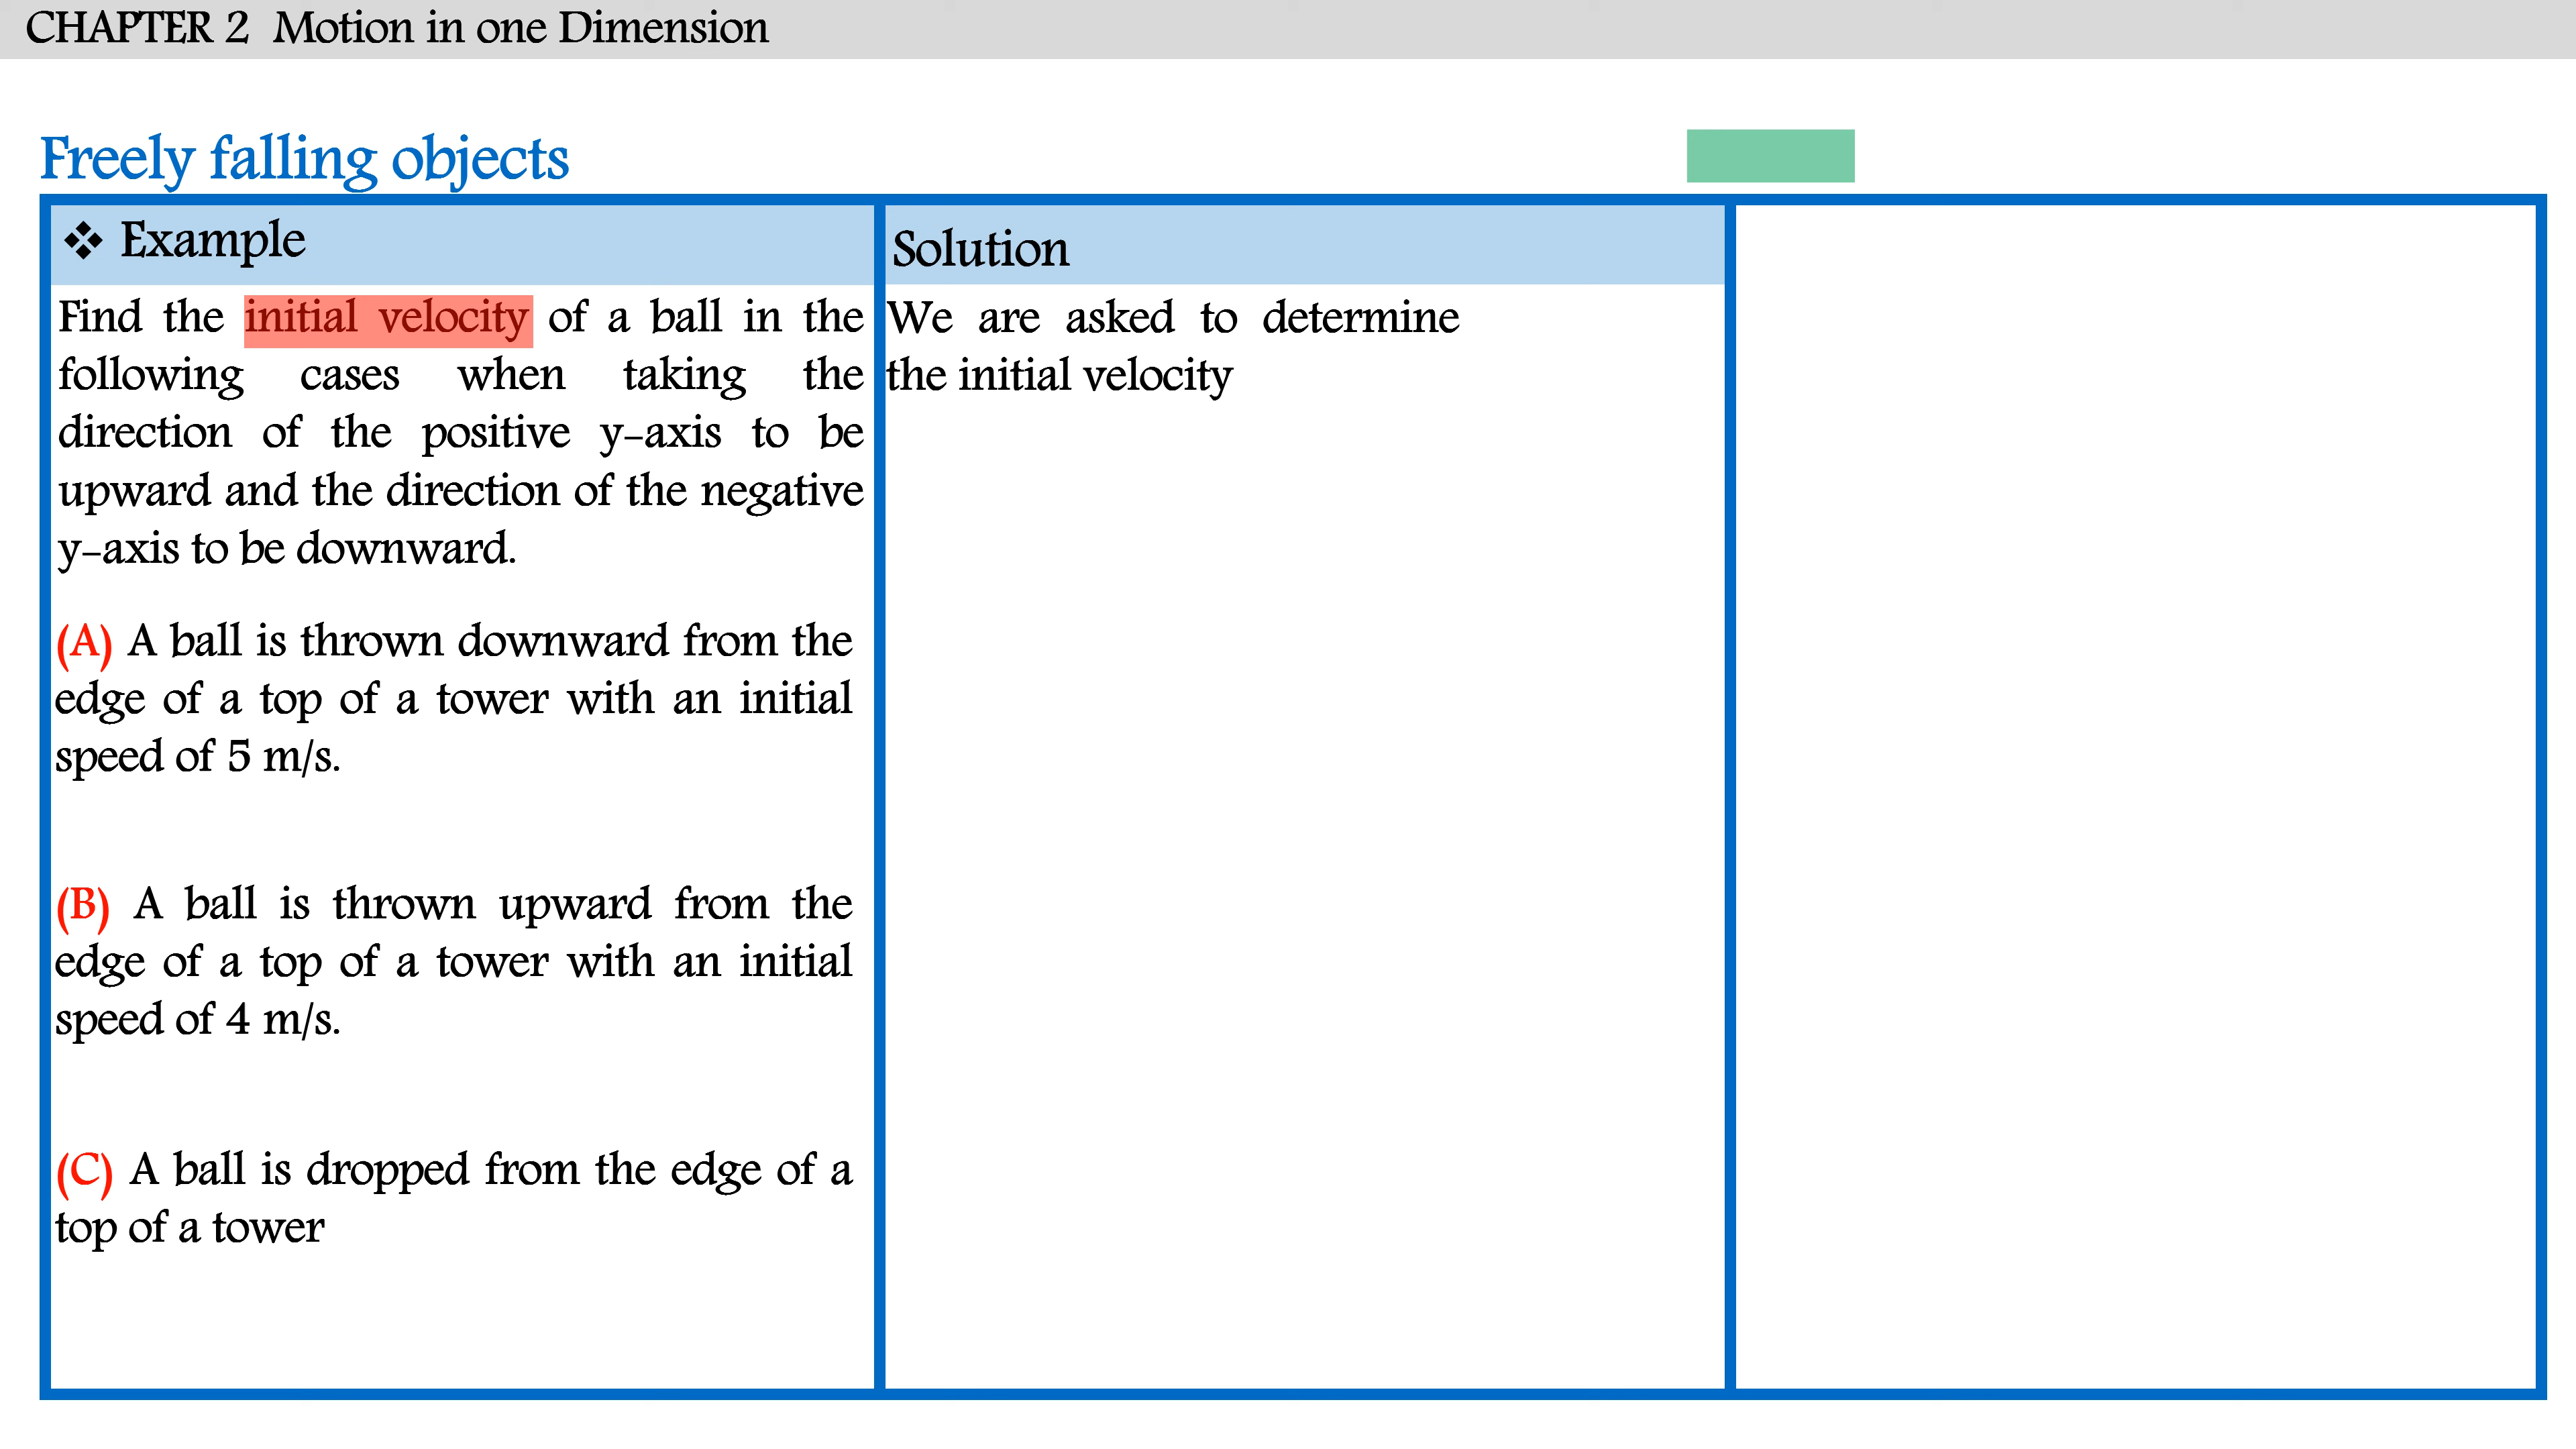 CHAPTER 2 Motion in one Dimension
Freely falling objects
❖ Example
Find the initial velocity of a ball in the
following cases when taking the
direction of the positive y-axis to be
upward and the direction of the negative
y-axis to be downward.
(A) A ball is thrown downward from the
edge of a top of a tower with an initial
speed of 5 m/s.
(B) A ball is thrown upward from the
edge of a top of a tower with an initial
speed of 4 m/s.
(C) A ball is dropped from the edge of a
top of a tower
Solution
We are asked to determine
the initial velocity